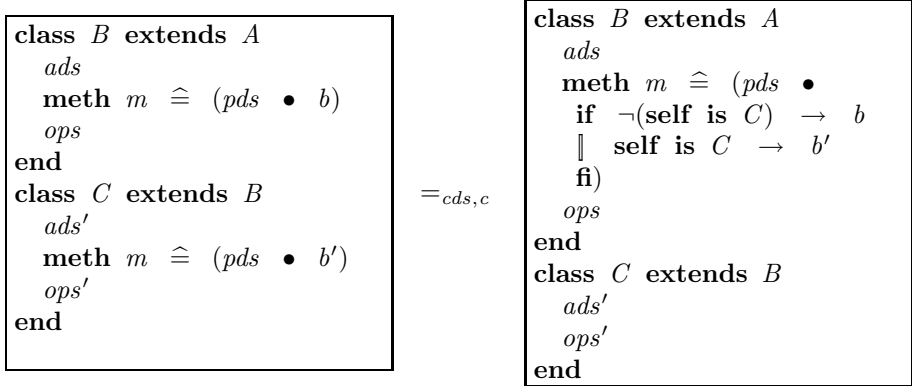 class B extends A
ads
meth m ≙ (pds • b)
ops
end
class C extends B
ads′
meth m ≙ (pds • b′)
ops′
end
=cds,c
class B extends A
ads
meth m ≙ (pds •
if ¬(self is C) → b
[] self is C → b′
fi)
ops
end
class C extends B
ads′
ops′
end